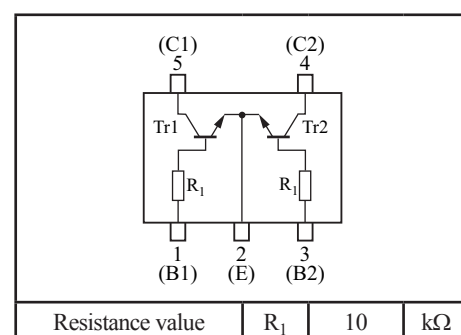 (C1) (C2)
5 4
Tr1 Tr2
R₁ R₁
1 2 3
(B1) (E) (B2)
Resistance value R₁ 10 kΩ